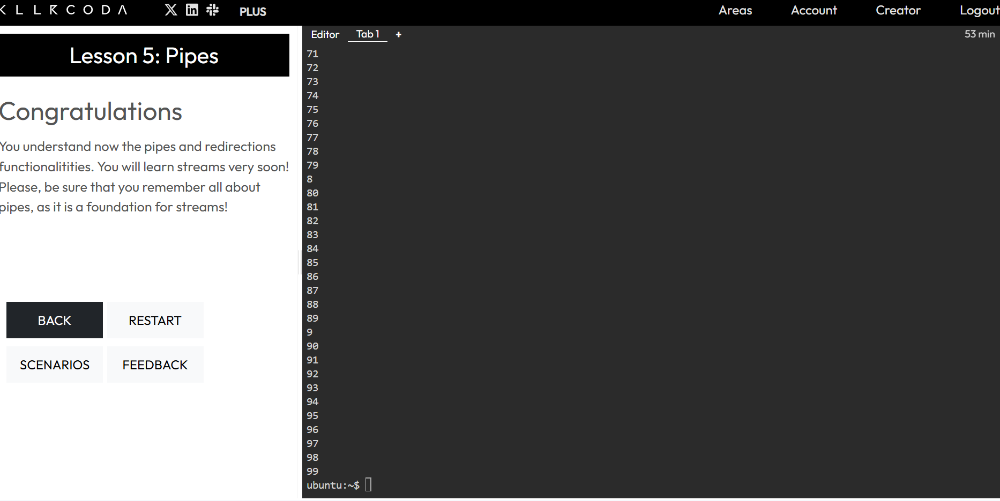 KLLRCODA PLUS Areas Account Creator Logout
Lesson 5: Pipes
Congratulations
You understand now the pipes and redirections
functionalitities. You will learn streams very soon!
Please, be sure that you remember all about
pipes, as it is a foundation for streams!
BACK RESTART
SCENARIOS FEEDBACK
Editor Tab 1 + 53 min
71
72
73
74
75
76
77
78
79
8
80
81
82
83
84
85
86
87
88
89
9
90
91
92
93
94
95
96
97
98
99
ubuntu:~$